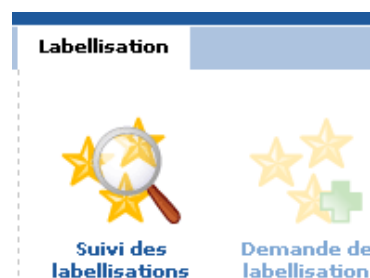 Labellisation
Suivi des
labellisations
Demande de
labellisation